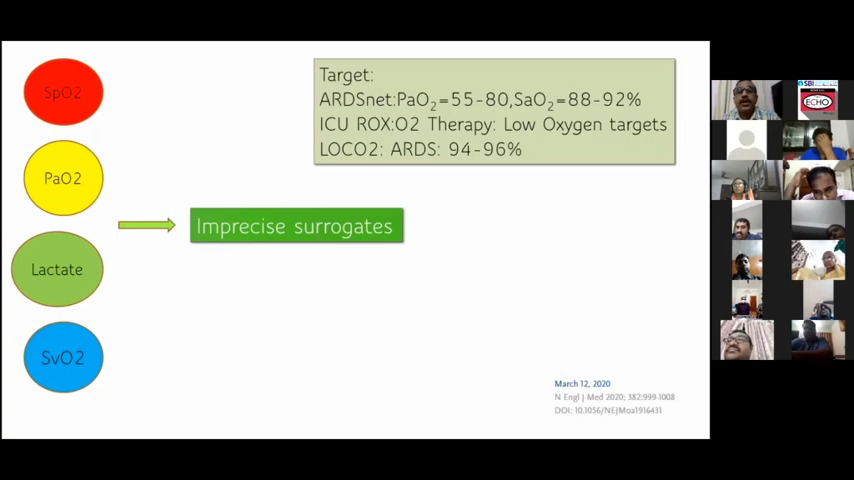 SpO2
PaO2
Lactate
SvO2
Imprecise surrogates
Target:
ARDSnet:PaO₂=55-80,SaO₂=88-92%
ICU ROX:O2 Therapy: Low Oxygen targets
LOCO2: ARDS: 94-96%
March 12, 2020
N Engl J Med 2020; 382:999-1008
DOI: 10.1056/NEJMoa1916431
SBI
ECHO